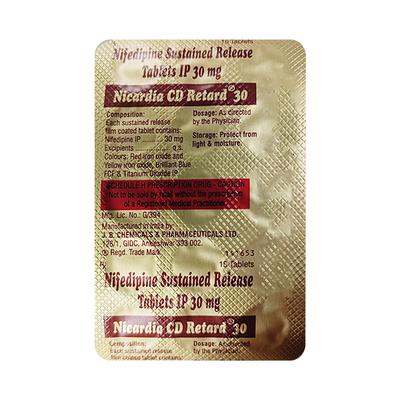 15 Tablets
Nifedipine Sustained Release
Tablets IP 30 mg
Nicardia CD Retard® 30
Composition:
Each sustained release
film coated tablet contains:
Nifedipine IP ........ 30 mg
Excipients ........ q.s.
Colours: Red iron oxide and
Yellow iron oxide, Brilliant Blue
FCF & Titanium Dioxide IP
Dosage: As directed
by the Physician.
Storage: Protect from
light & moisture.
SCHEDULE H PRESCRIPTION DRUG - CAUTION
Not to be sold by retail without the prescription
of a Registered Medical Practitioner.
Mfg. Lic. No.: G/394
Manufactured in India by
J. B. CHEMICALS & PHARMACEUTICALS LTD.
128/1, GIDC, Ankleshwar 393 002.
® Regd. Trade Mark
141653
15 Tablets
Nifedipine Sustained Release
Tablets IP 30 mg
Nicardia CD Retard® 30
Composition:
Each sustained release
film coated tablet contains:
Dosage: As directed
by the Physician.